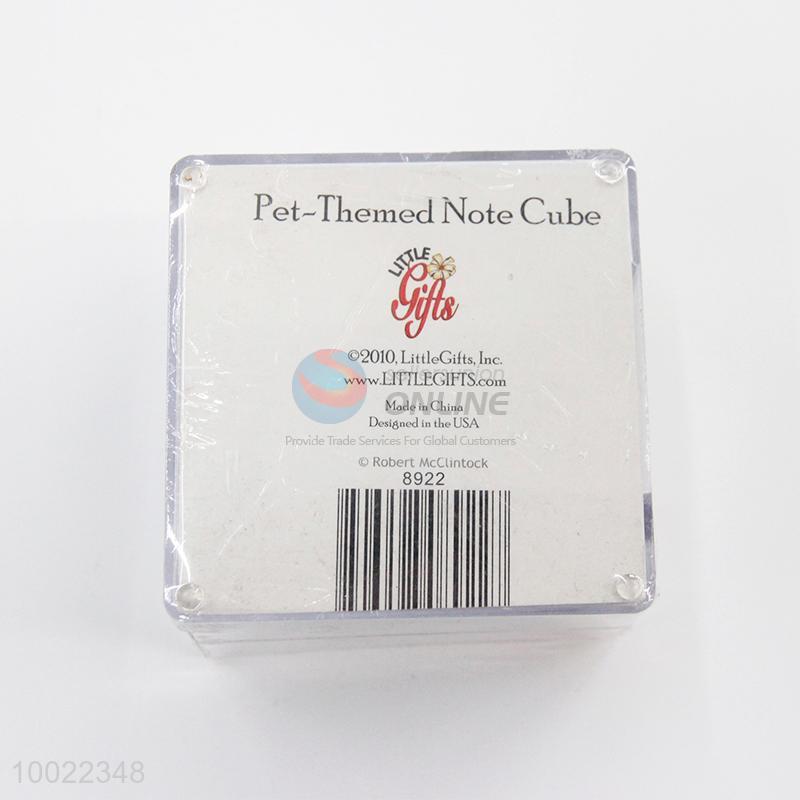 Pet-Themed Note Cube
LITTLE
Gifts
©2010, LittleGifts, Inc.
sellersunion
www.LITTLEGIFTS.com
ONLINE
Made in China
Designed in the USA
Provide Trade Services For Global Customers
© Robert McClintock
8922
10022348